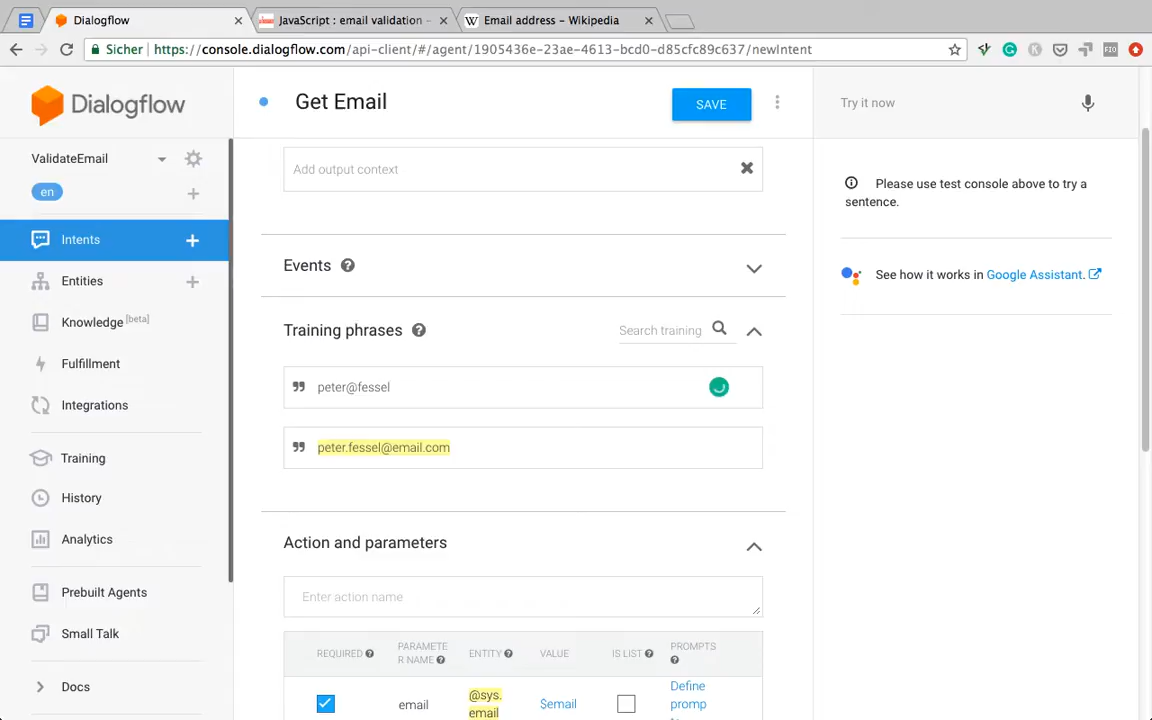 Dialogflow
JavaScript : email validation -
Email address – Wikipedia
Sicher
https://console.dialogflow.com/api-client/#/agent/1905436e-23ae-4613-bcd0-d85cfc89c637/newIntent
Dialogflow
Get Email
SAVE
Try it now
ValidateEmail
en
Intents
Entities
Knowledge [beta]
Fulfillment
Integrations
Training
History
Analytics
Prebuilt Agents
Small Talk
Docs
Add output context
Events
Training phrases
Search training
peter@fessel
peter.fessel@email.com
Action and parameters
Enter action name
REQUIRED
PARAMETE
R NAME
ENTITY
VALUE
IS LIST
PROMPTS
email
@sys.
email
$email
Define
promp
Please use test console above to try a
sentence.
See how it works in Google Assistant.